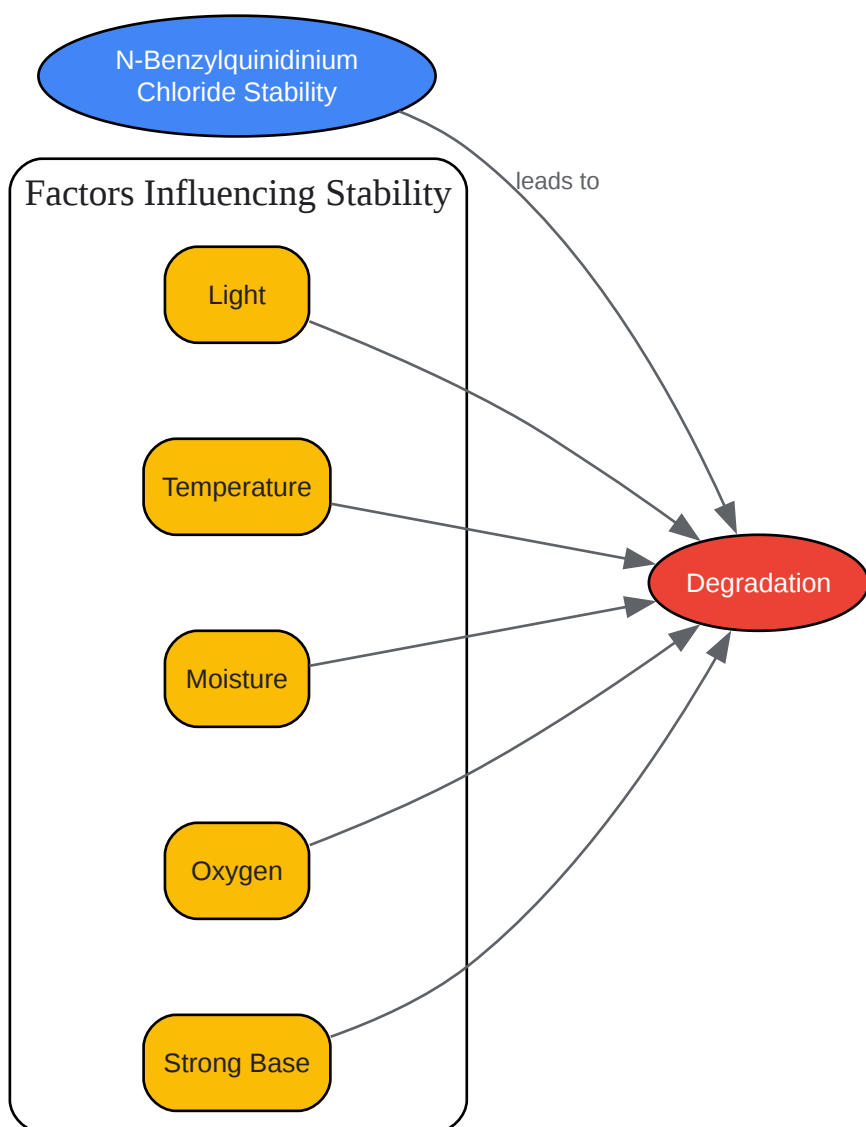 N-Benzylquinidinium
Chloride Stability
leads to
Factors Influencing Stability
Light
Temperature
Degradation
Moisture
Oxygen
Strong Base